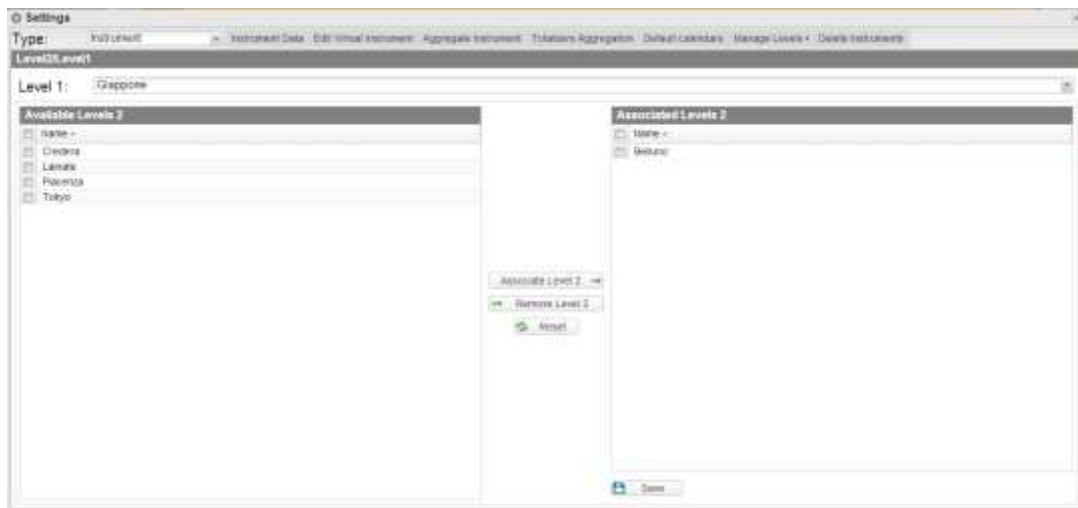 Settings
Type: Instrument Instrument Data Edit Virtual Instrument Aggregate Instrument Totalizers Aggregation Default calendars Manage Levels Delete Instruments
Level2/Level1
Level 1: Giappone
Available Levels 2
Name
Credera
Lainate
Piacenza
Tokyo
Associate Level 2
Remove Level 2
Reset
Associated Levels 2
Name
Belluno
Save